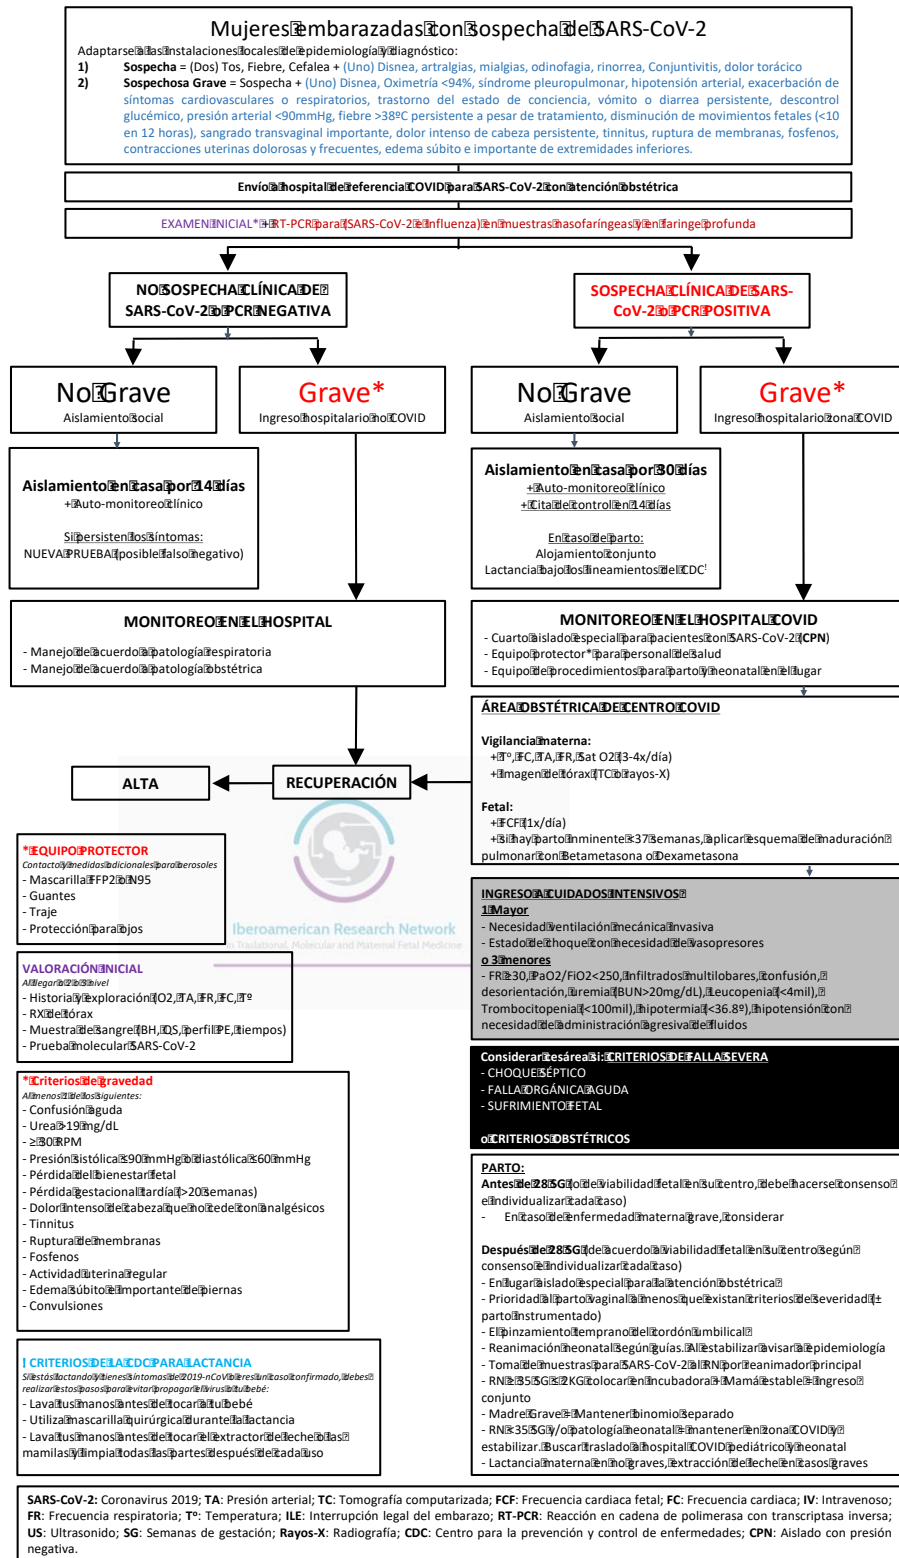 Mujeres embarazadas con sospecha de SARS-CoV-2
Adaptarse a las instalaciones locales de epidemiología y diagnóstico:
1) Sospecha = (Dos) Tos, Fiebre, Cefalea + (Uno) Disnea, artralgias, mialgias, odinofagia, rinorrea, Conjuntivitis, dolor torácico
2) Sospechosa Grave = Sospecha + (Uno) Disnea, Oximetría <94%, síndrome pleuropulmonar, hipotensión arterial, exacerbación de
síntomas cardiovasculares o respiratorios, trastorno del estado de conciencia, vómito o diarrea persistente, descontrol
glucémico, presión arterial <90mmHg, fiebre >38ºC persistente a pesar de tratamiento, disminución de movimientos fetales (<10
en 12 horas), sangrado transvaginal importante, dolor intenso de cabeza persistente, tinnitus, ruptura de membranas, fosfenos,
contracciones uterinas dolorosas y frecuentes, edema súbito e importante de extremidades inferiores.
Envío a hospital de referencia COVID para SARS-CoV-2 con atención obstétrica
EXAMEN INICIAL* + RT-PCR para (SARS-CoV-2 e Influenza) en muestras nasofaríngeas y en faringe profunda
NO SOSPECHA CLÍNICA DE
SARS-CoV-2 o PCR NEGATIVA
SOSPECHA CLÍNICA DE SARS-
CoV-2 o PCR POSITIVA
No Grave
Aislamiento social
Grave*
Ingreso hospitalario no COVID
No Grave
Aislamiento social
Grave*
Ingreso hospitalario zona COVID
Aislamiento en casa por 14 días
+ Auto-monitoreo clínico
Si persisten los síntomas:
NUEVA PRUEBA (posible falso negativo)
Aislamiento en casa por 30 días
+ Auto-monitoreo clínico
+ Cita de control en 14 días
En caso de parto:
Alojamiento conjunto
Lactancia bajo los lineamientos del CDC!
MONITOREO EN EL HOSPITAL
- Manejo de acuerdo a patología respiratoria
- Manejo de acuerdo a patología obstétrica
MONITOREO EN EL HOSPITAL COVID
- Cuarto aislado especial para pacientes con SARS-CoV-2 (CPN)
- Equipo protector* para personal de salud
- Equipo de procedimientos para parto y neonatal en el lugar
ÁREA OBSTÉTRICA DE CENTRO COVID
Vigilancia materna:
+ Tº, FC, TA, FR, Sat O2 (3-4x/día)
+ Imagen de tórax (TC o rayos-X)
Fetal:
+ FCF (1x/día)
+ si hay parto inminente <37 semanas, aplicar esquema de maduración
pulmonar con Betametasona o Dexametasona
RECUPERACIÓN
ALTA
Iberoamerican Research Network
in Traslational, Molecular and Maternal Fetal Medicine
* EQUIPO PROTECTOR
Contacto y medidas adicionales para aerosoles
- Mascarilla FFP2 o N95
- Guantes
- Traje
- Protección para ojos
VALORACIÓN INICIAL
Al llegar a 2 o 3 nivel
- Historia y exploración (O2, TA, FR, FC, Tº
- RX de tórax
- Muestra de sangre (BH, QS, perfil PE, tiempos)
- Prueba molecular SARS-CoV-2
* Criterios de gravedad
Al menos 1 de los siguientes:
- Confusión aguda
- Urea >19 mg/dL
- ≥ 30 RPM
- Presión sistólica ≤90 mmHg o diastólica ≤60 mmHg
- Pérdida del bienestar fetal
- Pérdida gestacional tardía (>20 semanas)
- Dolor intenso de cabeza que no cede con analgésicos
- Tinnitus
- Ruptura de membranas
- Fosfenos
- Actividad uterina regular
- Edema súbito e importante de piernas
- Convulsiones
! CRITERIOS DE LA CDC PARA LACTANCIA
Si estás lactando y tienes síntomas de 2019-nCoV o eres un caso confirmado, debes
realizar estos pasos para evitar propagar el virus a tu bebé:
- Lava tus manos antes de tocar a tu bebé
- Utiliza mascarilla quirúrgica durante la lactancia
- Lava tus manos antes de tocar el extractor de leche o las
mamilas y limpia todas las partes después de cada uso
INGRESO A CUIDADOS INTENSIVOS
1 Mayor
- Necesidad ventilación mecánica invasiva
- Estado de choque con necesidad de vasopresores
o 3 menores
- FR ≥30, PaO2/FiO2 <250, Infiltrados multilobares, confusión,
desorientación, uremia (BUN >20mg/dL), Leucopenia (<4mil),
Trombocitopenia (<100mil), hipotermia (<36.8º), hipotensión con
necesidad de administración agresiva de fluidos
Considerar cesárea si: CRITERIOS DE FALLA SEVERA
- CHOQUE SÉPTICO
- FALLA ORGÁNICA AGUDA
- SUFRIMIENTO FETAL
o CRITERIOS OBSTÉTRICOS
PARTO:
Antes de 28 SG (o de viabilidad fetal en su centro, debe hacerse consenso
e individualizar cada caso)
- En caso de enfermedad materna grave, considerar
Después de 28 SG (de acuerdo a viabilidad fetal en su centro según
consenso e individualizar cada caso)
- En lugar aislado especial para la atención obstétrica
- Prioridad al parto vaginal a menos que existan criterios de severidad (±
parto instrumentado)
- El pinzamiento temprano del cordón umbilical
- Reanimación neonatal según guías. Al estabilizar avisar a epidemiología
- Toma de muestras para SARS-CoV-2 al RN por reanimador principal
- RN ≥ 35 SG ≤ 2KG colocar en incubadora + Mamá estable = Ingreso
conjunto
- Madre Grave = Mantener binomio separado
- RN <35 SG y/o patología neonatal = mantener en zona COVID y
estabilizar. Buscar traslado a hospital COVID pediátrico y neonatal
- Lactancia materna en no graves, extracción de leche en casos graves
SARS-CoV-2: Coronavirus 2019; TA: Presión arterial; TC: Tomografía computarizada; FCF: Frecuencia cardiaca fetal; FC: Frecuencia cardiaca; IV: Intravenoso;
FR: Frecuencia respiratoria; Tº: Temperatura; ILE: Interrupción legal del embarazo; RT-PCR: Reacción en cadena de polimerasa con transcriptasa inversa;
US: Ultrasonido; SG: Semanas de gestación; Rayos-X: Radiografía; CDC: Centro para la prevención y control de enfermedades; CPN: Aislado con presión
negativa.